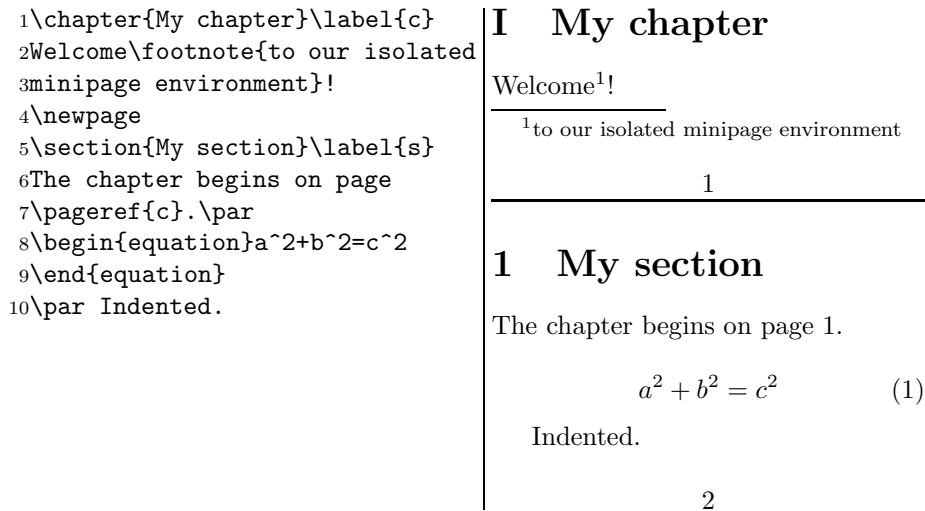 1\chapter{My chapter}\label{c}
2Welcome\footnote{to our isolated
3minipage environment}!
4\newpage
5\section{My section}\label{s}
6The chapter begins on page
7\pageref{c}.\par
8\begin{equation}a^2+b^2=c^2
9\end{equation}
10\par Indented.
I My chapter
Welcome¹!
¹to our isolated minipage environment
1
1 My section
The chapter begins on page 1.
a² + b² = c² (1)
Indented.
2